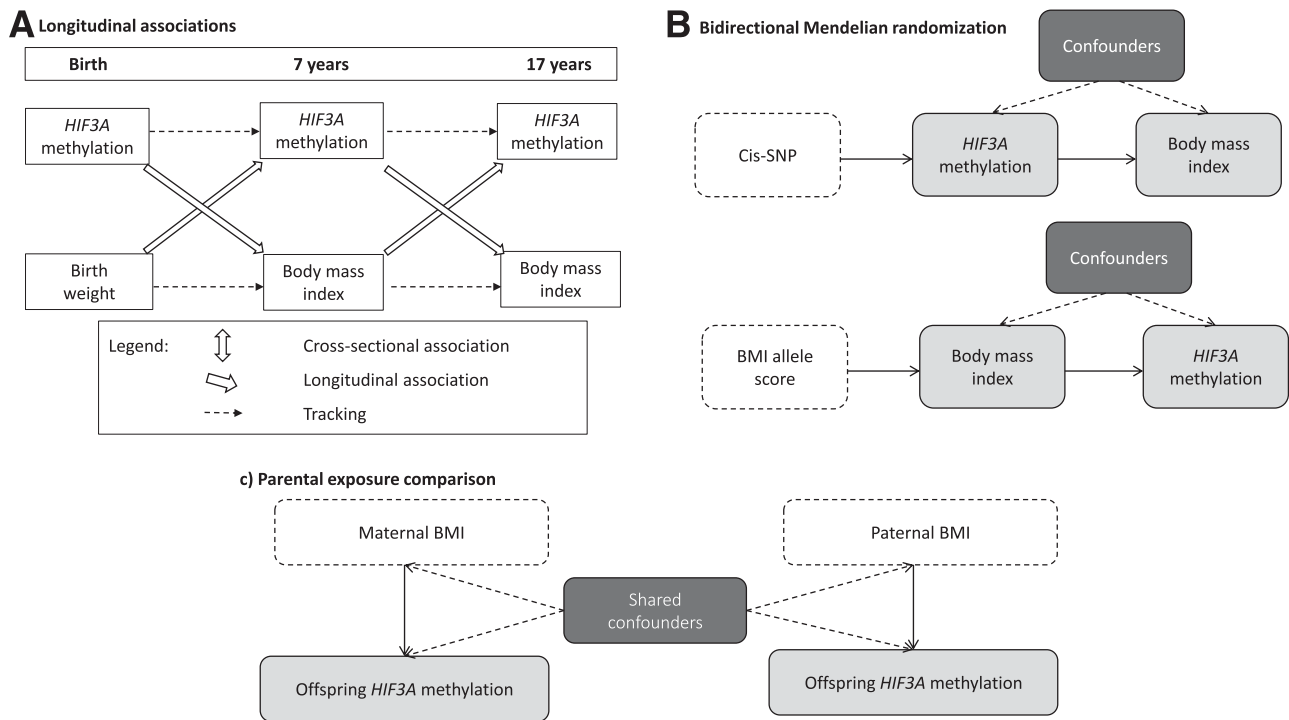 A Longitudinal associations
Birth 7 years 17 years
HIF3A
methylation
HIF3A
methylation
HIF3A
methylation
Birth
weight
Body mass
index
Body mass
index
Legend:
Cross-sectional association
Longitudinal association
Tracking
B Bidirectional Mendelian randomization
Confounders
Cis-SNP
HIF3A
methylation
Body mass
index
Confounders
BMI allele
score
Body mass
index
HIF3A
methylation
c) Parental exposure comparison
Maternal BMI
Paternal BMI
Shared
confounders
Offspring HIF3A methylation
Offspring HIF3A methylation